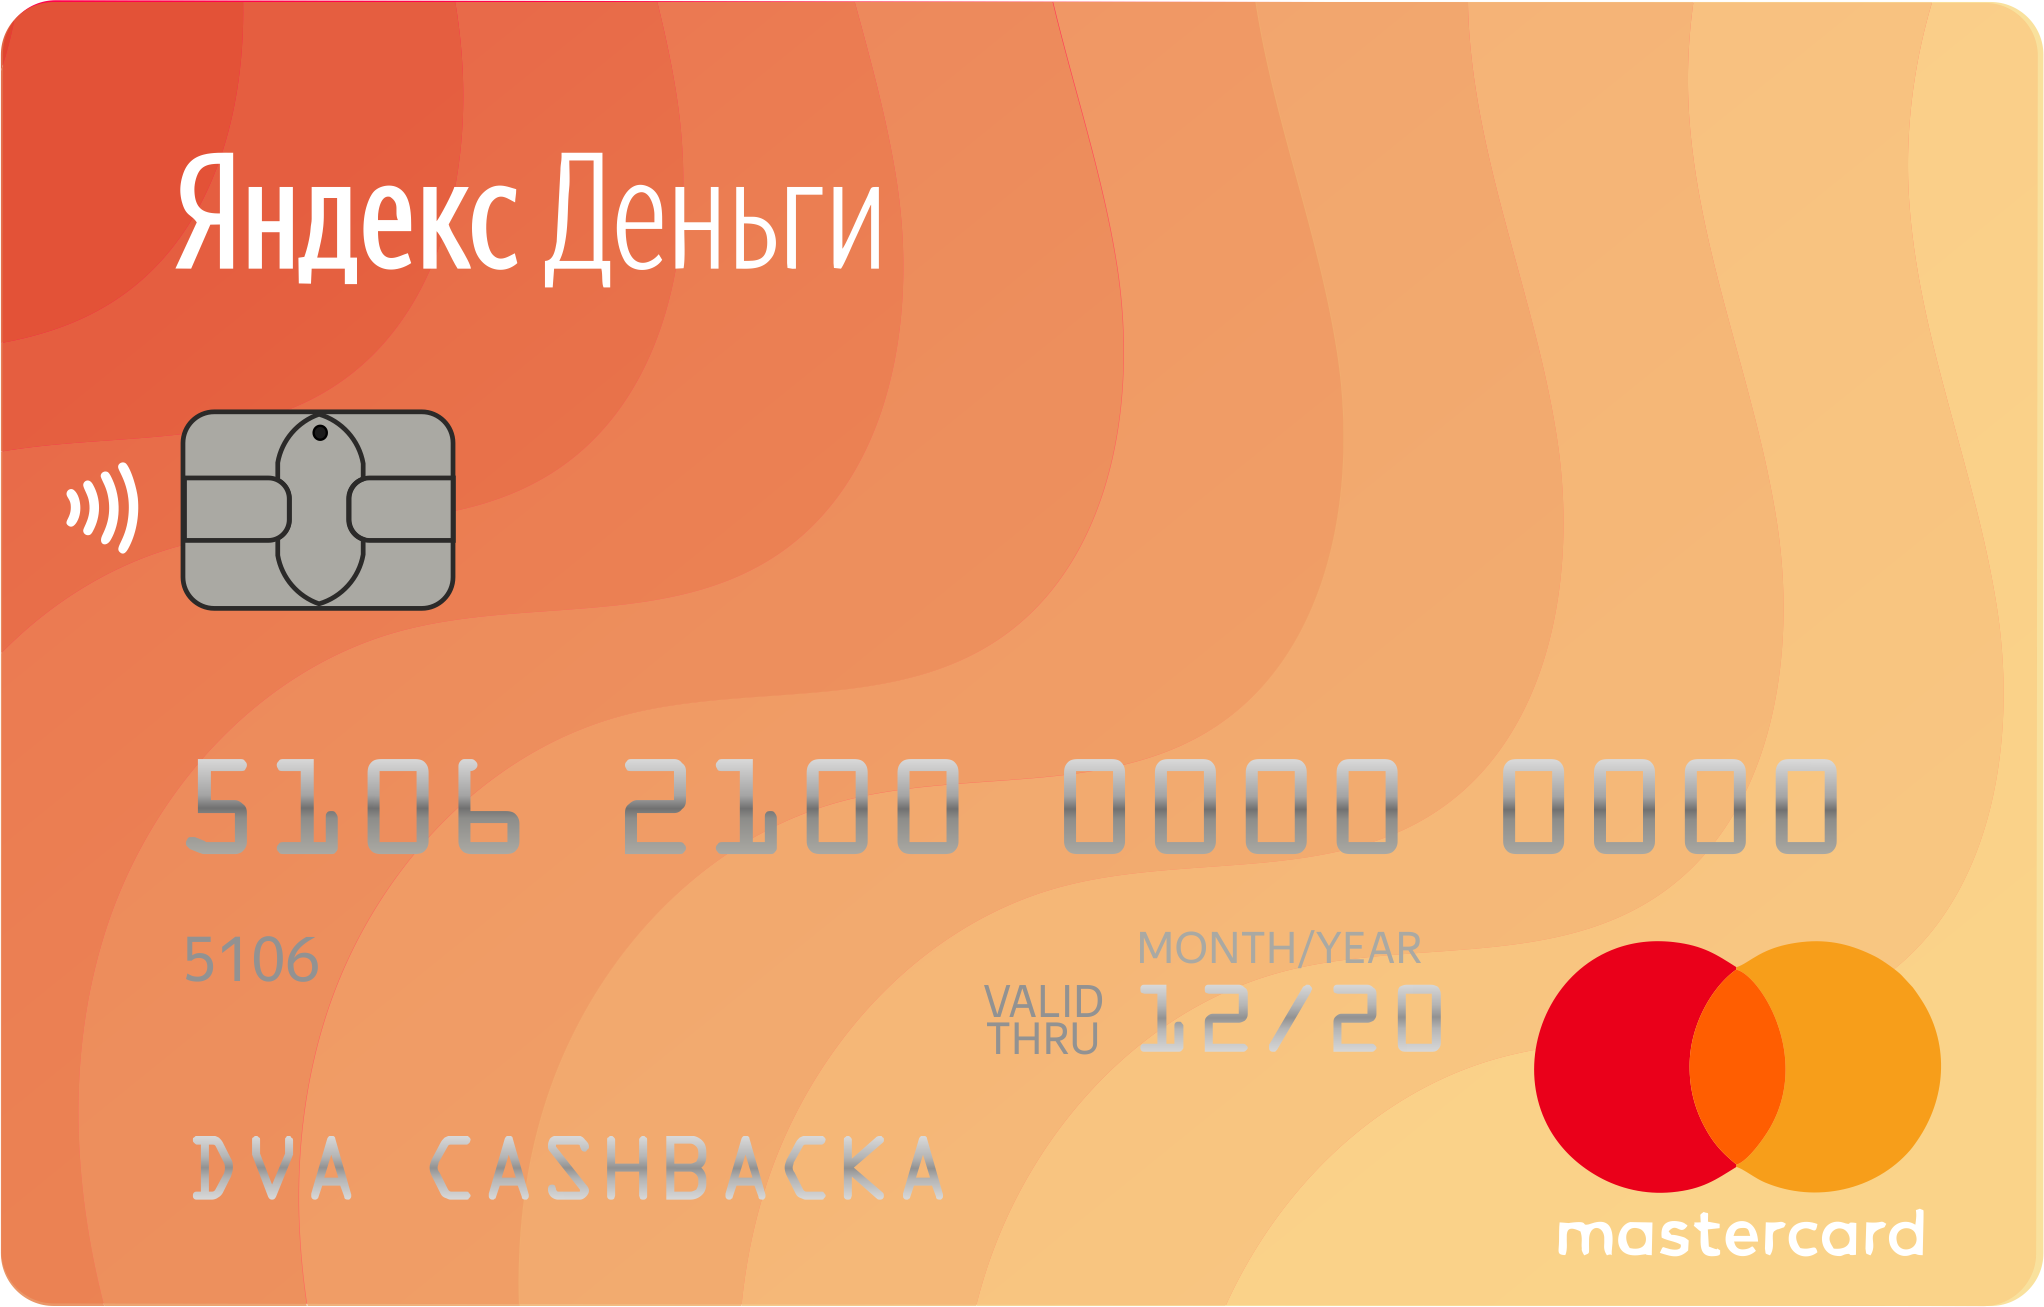 Яндекс Деньги
5106 2100 0000 0000
5106
MONTH/YEAR
VALID THRU 12/20
DVA CASHBACKA
mastercard